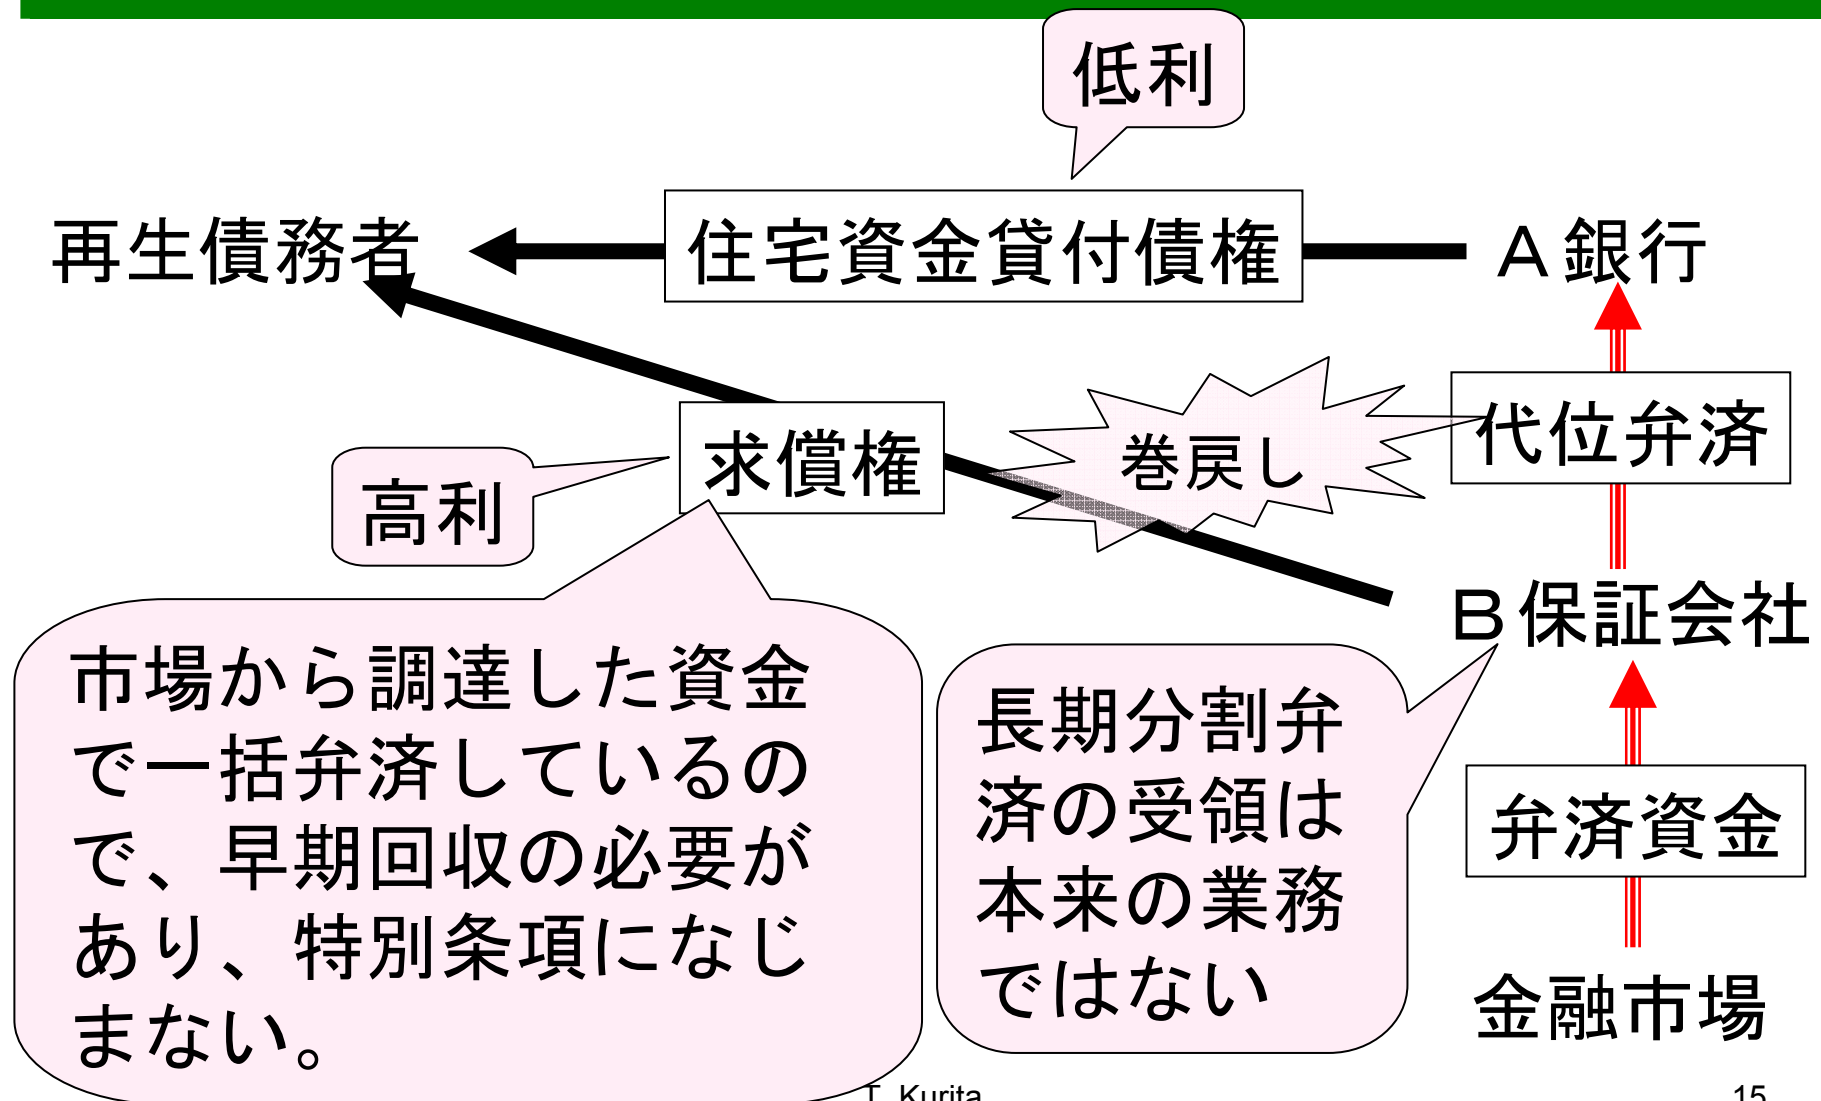 低利
再生債務者
住宅資金貸付債権
Ａ銀行
代位弁済
巻戻し
求償権
高利
Ｂ保証会社
市場から調達した資金
で一括弁済しているの
で、早期回収の必要が
あり、特別条項になじ
まない。
長期分割弁
済の受領は
本来の業務
ではない
弁済資金
金融市場
T. Kurita
15